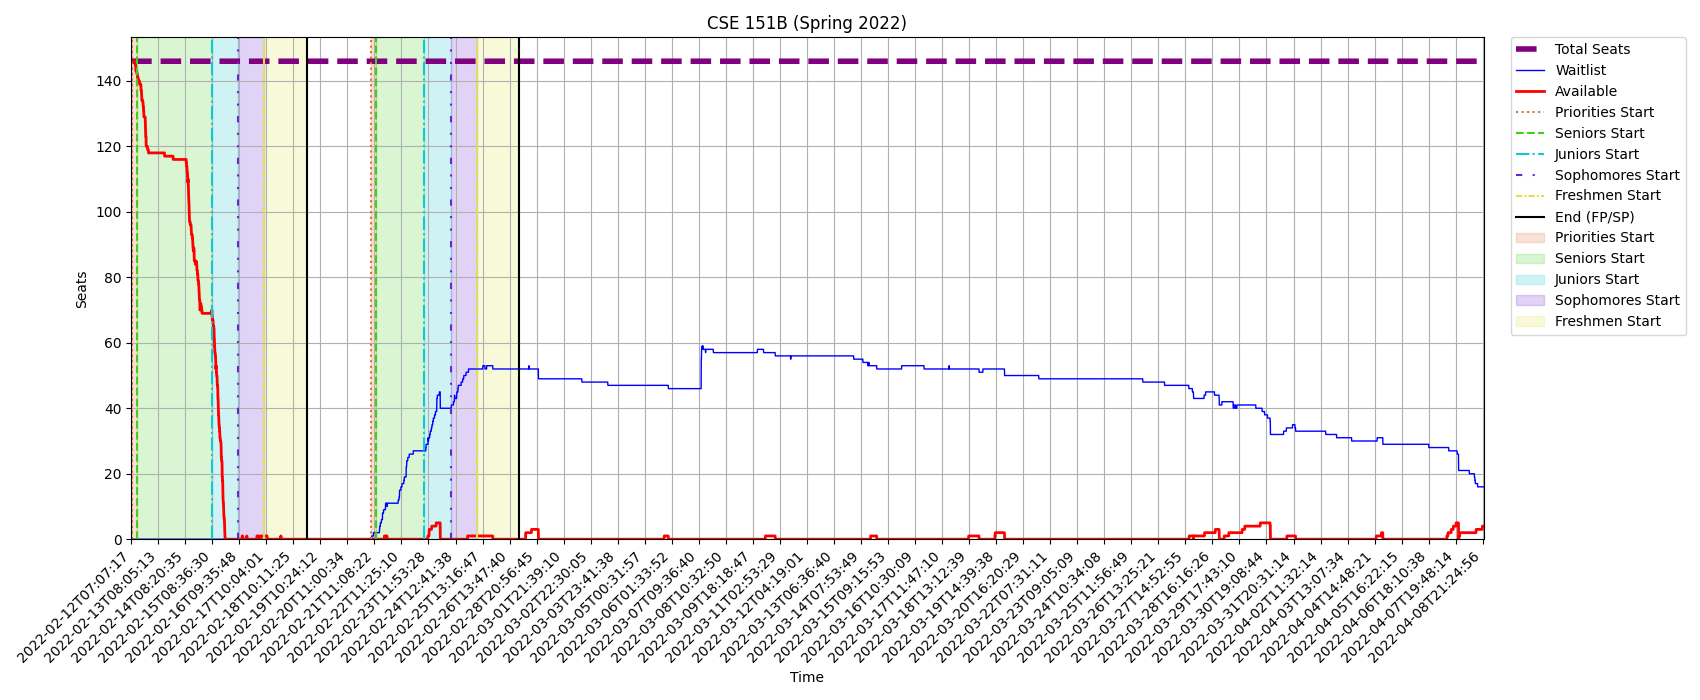 CSE 151B (Spring 2022)
Total Seats
Waitlist
Available
Priorities Start
Seniors Start
Juniors Start
Sophomores Start
Freshmen Start
End (FP/SP)
Priorities Start
Seniors Start
Juniors Start
Sophomores Start
Freshmen Start
Seats
140
120
100
80
60
40
20
0
2022-02-12T07:07:17
2022-02-13T08:05:13
2022-02-14T08:20:35
2022-02-15T08:36:30
2022-02-16T09:35:48
2022-02-17T10:04:01
2022-02-18T10:11:25
2022-02-19T10:24:12
2022-02-20T11:00:34
2022-02-21T11:08:22
2022-02-22T11:25:10
2022-02-23T11:53:28
2022-02-24T12:41:38
2022-02-25T13:16:47
2022-02-26T13:47:40
2022-02-28T20:56:45
2022-03-01T21:39:10
2022-03-02T22:30:05
2022-03-03T23:41:38
2022-03-05T00:31:57
2022-03-06T01:33:52
2022-03-07T09:36:40
2022-03-08T10:32:50
2022-03-09T18:18:47
2022-03-11T02:53:29
2022-03-12T04:19:01
2022-03-13T06:36:40
2022-03-14T07:53:49
2022-03-15T09:15:53
2022-03-16T10:30:09
2022-03-17T11:47:10
2022-03-18T13:12:39
2022-03-19T14:39:38
2022-03-20T16:20:29
2022-03-22T07:31:11
2022-03-23T09:05:09
2022-03-24T10:34:08
2022-03-25T11:56:49
2022-03-26T13:25:21
2022-03-27T14:52:55
2022-03-28T16:16:26
2022-03-29T17:43:10
2022-03-30T19:08:44
2022-03-31T20:31:14
2022-04-02T11:32:14
2022-04-03T13:07:34
2022-04-04T14:48:21
2022-04-05T16:22:15
2022-04-06T18:10:38
2022-04-07T19:48:14
2022-04-08T21:24:56
Time